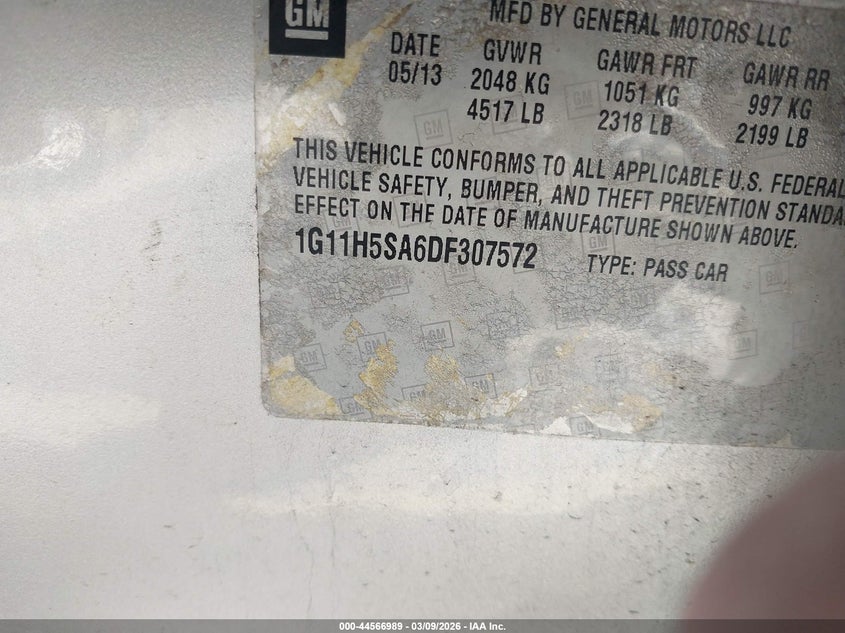 GM
MFD BY GENERAL MOTORS LLC
DATE GVWR GAWR FRT GAWR RR
05/13 2048 KG 1051 KG 997 KG
4517 LB 2318 LB 2199 LB
THIS VEHICLE CONFORMS TO ALL APPLICABLE U.S. FEDERAL
VEHICLE SAFETY, BUMPER, AND THEFT PREVENTION STANDA
EFFECT ON THE DATE OF MANUFACTURE SHOWN ABOVE.
1G11H5SA6DF307572 TYPE: PASS CAR
000-44566989 - 03/09/2026 - IAA Inc.